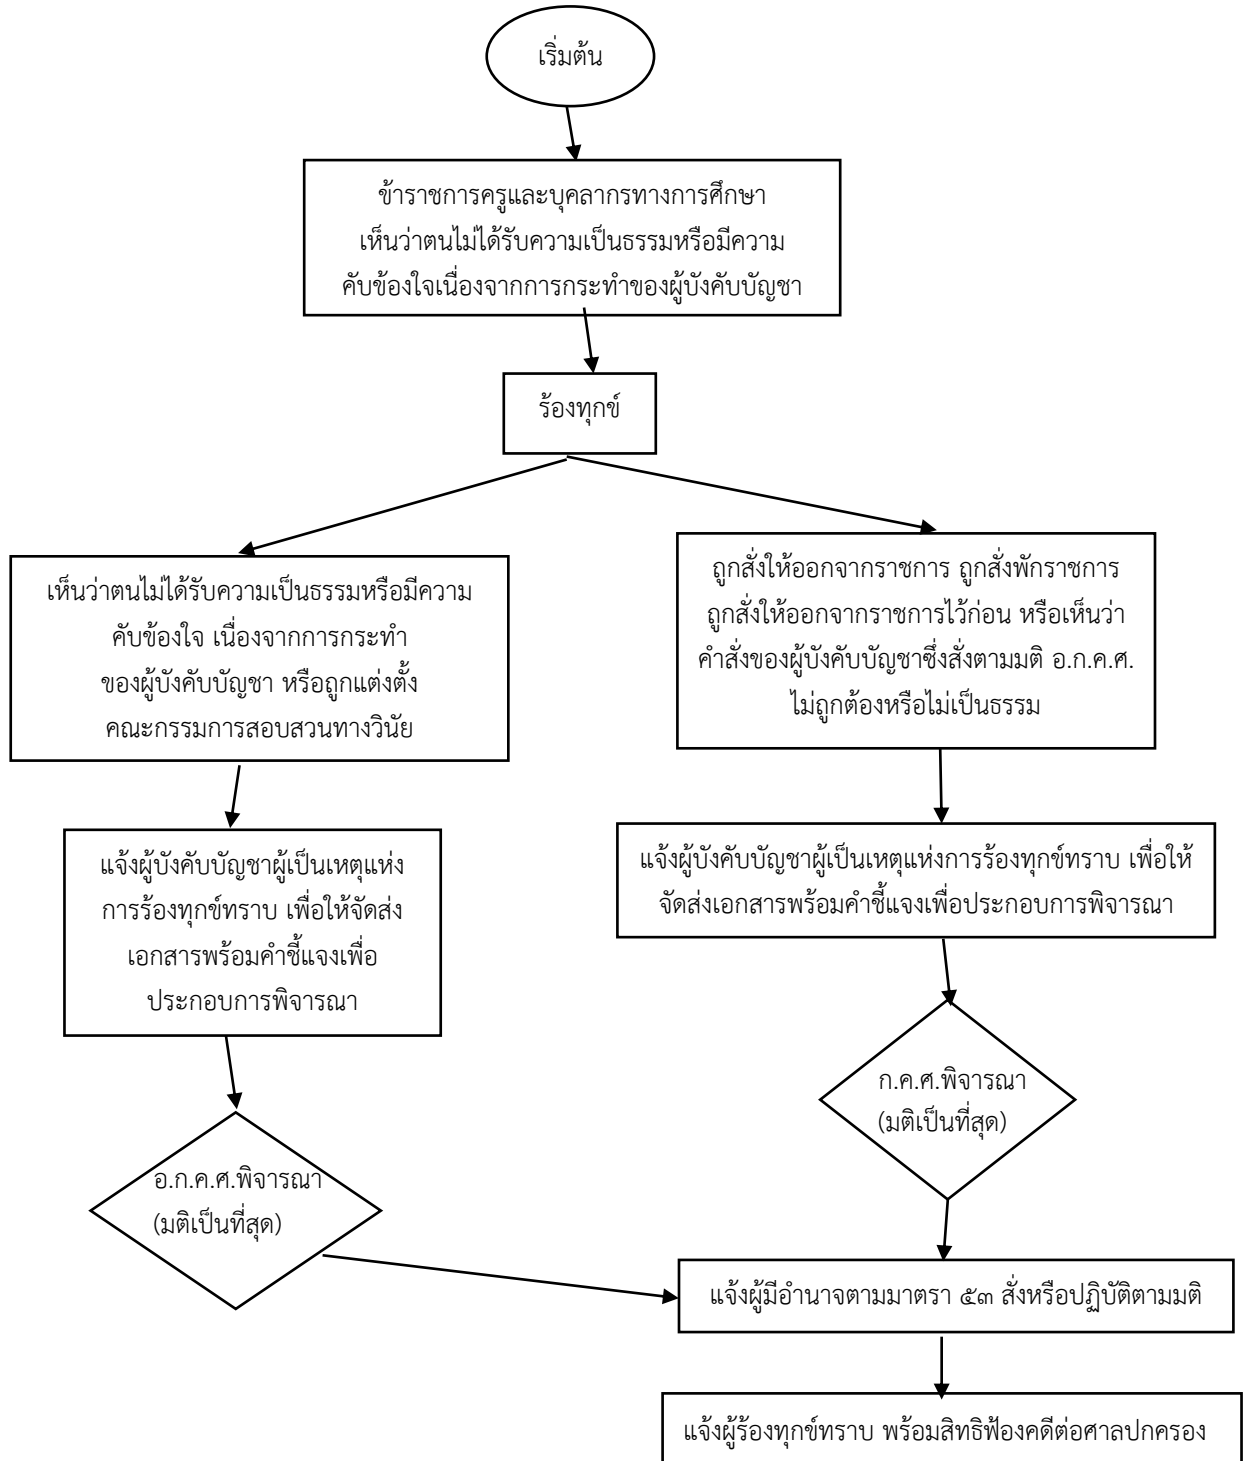 เริ่มต้น
ข้าราชการครูและบุคลากรทางการศึกษา
เห็นว่าตนไม่ได้รับความเป็นธรรมหรือมีความ
คับข้องใจเนื่องจากการกระทำของผู้บังคับบัญชา
ร้องทุกข์
เห็นว่าตนไม่ได้รับความเป็นธรรมหรือมีความ
คับข้องใจ เนื่องจากการกระทำ
ของผู้บังคับบัญชา หรือถูกแต่งตั้ง
คณะกรรมการสอบสวนทางวินัย
ถูกสั่งให้ออกจากราชการ ถูกสั่งพักราชการ
ถูกสั่งให้ออกจากราชการไว้ก่อน หรือเห็นว่า
คำสั่งของผู้บังคับบัญชาซึ่งสั่งตามมติ อ.ก.ค.ศ.
ไม่ถูกต้องหรือไม่เป็นธรรม
แจ้งผู้บังคับบัญชาผู้เป็นเหตุแห่ง
การร้องทุกข์ทราบ เพื่อให้จัดส่ง
เอกสารพร้อมคำชี้แจงเพื่อ
ประกอบการพิจารณา
แจ้งผู้บังคับบัญชาผู้เป็นเหตุแห่งการร้องทุกข์ทราบ เพื่อให้
จัดส่งเอกสารพร้อมคำชี้แจงเพื่อประกอบการพิจารณา
อ.ก.ค.ศ.พิจารณา
(มติเป็นที่สุด)
ก.ค.ศ.พิจารณา
(มติเป็นที่สุด)
แจ้งผู้มีอำนาจตามมาตรา ๕๓ สั่งหรือปฏิบัติตามมติ
แจ้งผู้ร้องทุกข์ทราบ พร้อมสิทธิฟ้องคดีต่อศาลปกครอง